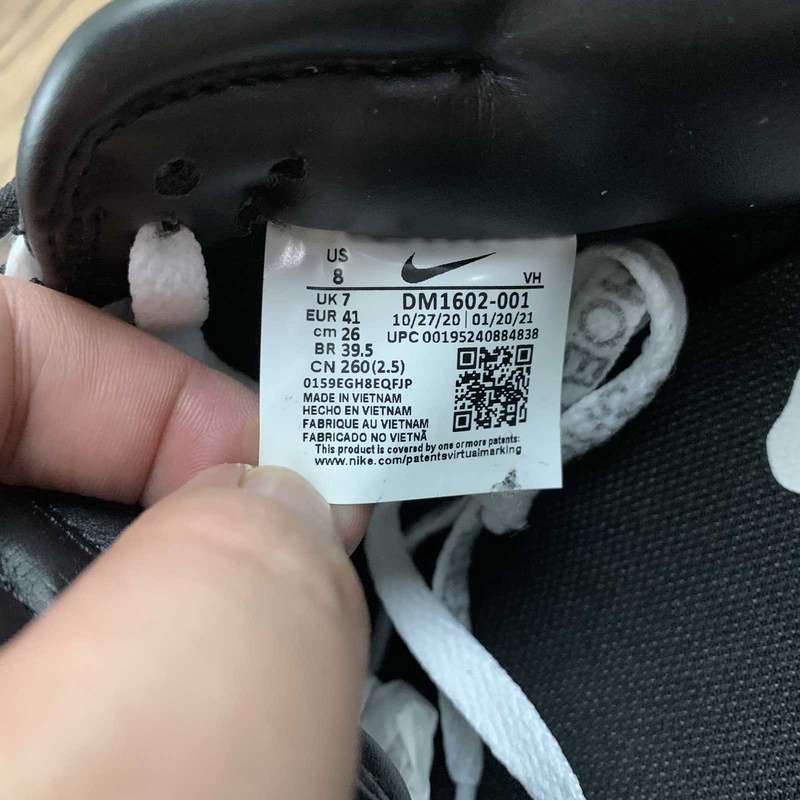 US
8
VH
UK 7
DM1602-001
EUR 41
10/27/20 | 01/20/21
cm 26
UPC 00195240884838
BR 39.5
CN 260(2.5)
0159EGH8EQFJP
MADE IN VIETNAM
HECHO EN VIETNAM
FABRIQUE AU VIETNAM
FABRICADO NO VIETNÃ
This product is covered by one or more patents:
www.nike.com/patentsvirtualmarking